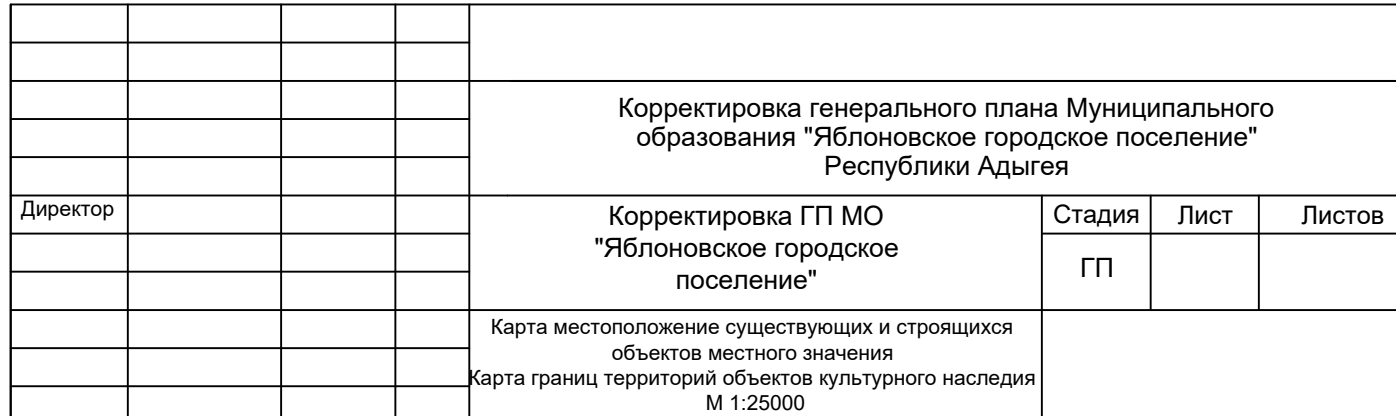 Корректировка генерального плана Муниципального
образования "Яблоновское городское поселение"
Республики Адыгея
Директор
Корректировка ГП МО
"Яблоновское городское
поселение"
Стадия Лист Листов
ГП
Карта местоположение существующих и строящихся
объектов местного значения
Карта границ территорий объектов культурного наследия
М 1:25000